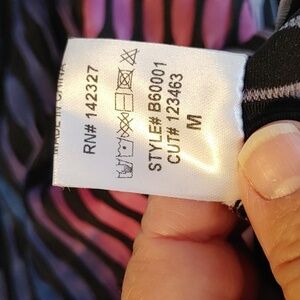 MADE IN CHINA
RN# 142327
STYLE# B60001
CUT# 123463
M